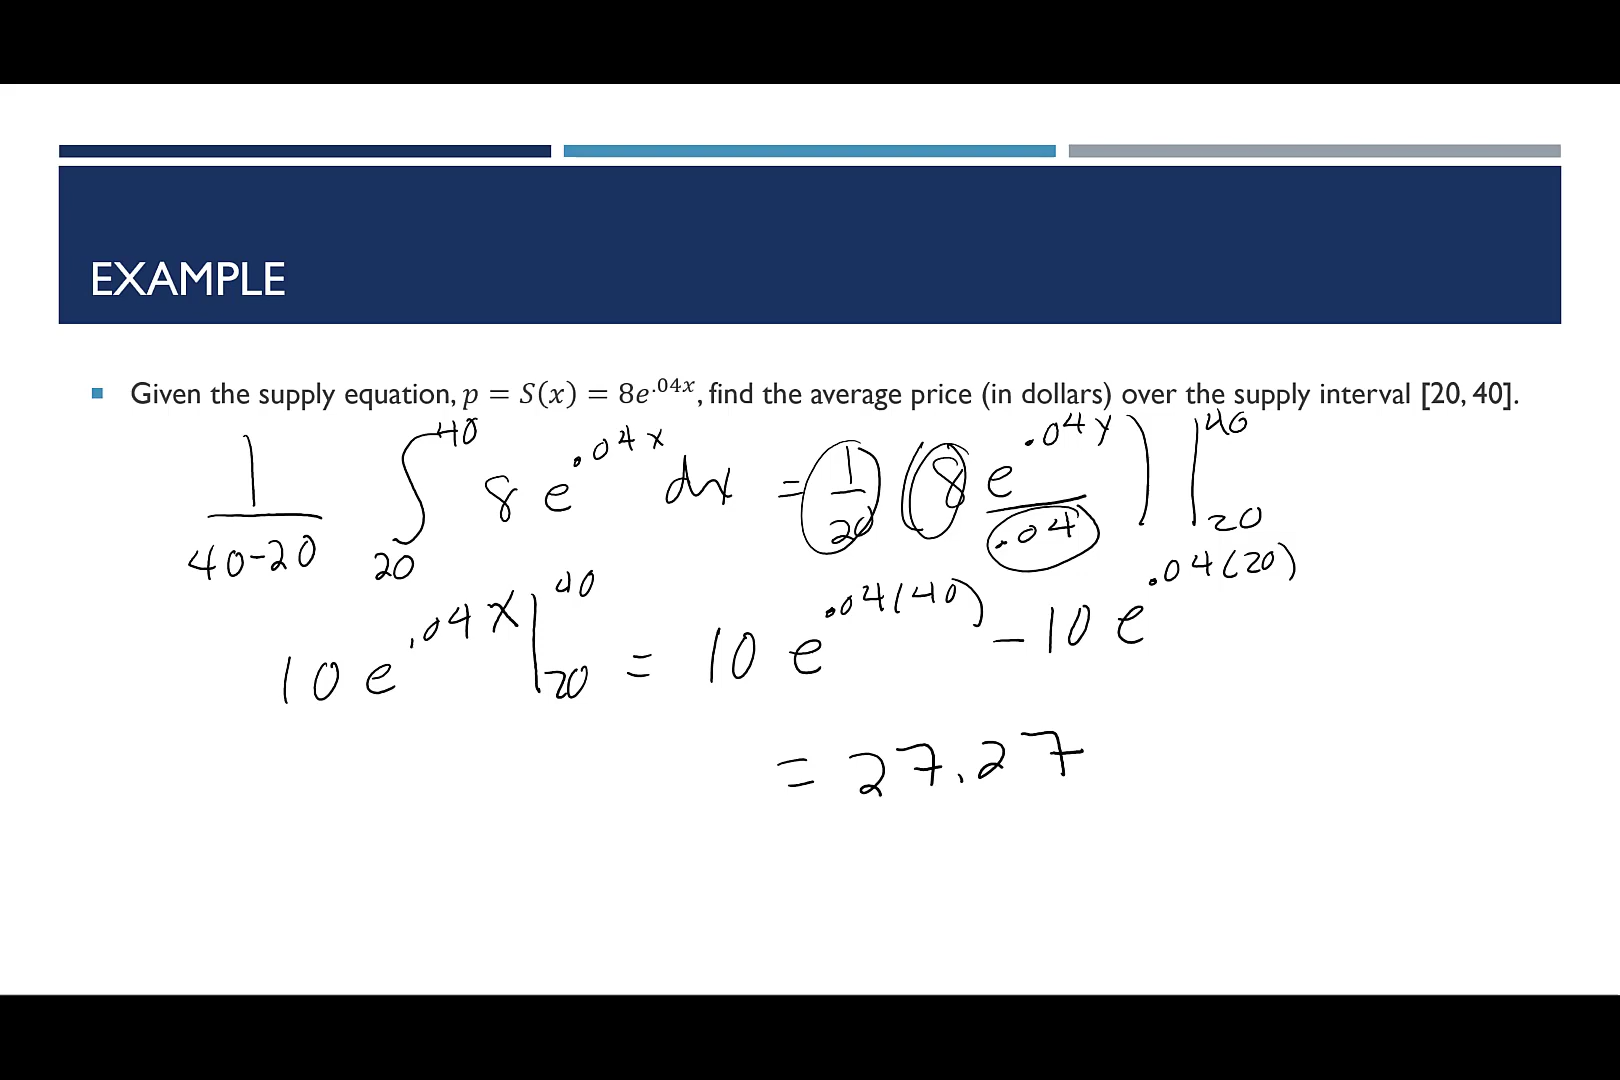 EXAMPLE
Given the supply equation, p = S(x) = 8e^.04x, find the average price (in dollars) over the supply interval [20, 40].
1/(40-20) ∫_20^40 8e^.04x dx = 1/20 (8 e^.04x/.04)|_20^40
10e^.04x|_20^40 = 10e^.04(40) - 10e^.04(20)
= 27.27